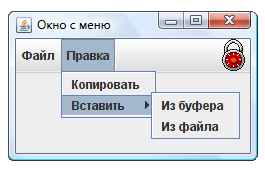 Окно с меню
Файл Правка
Копировать
Вставить
Из буфера
Из файла